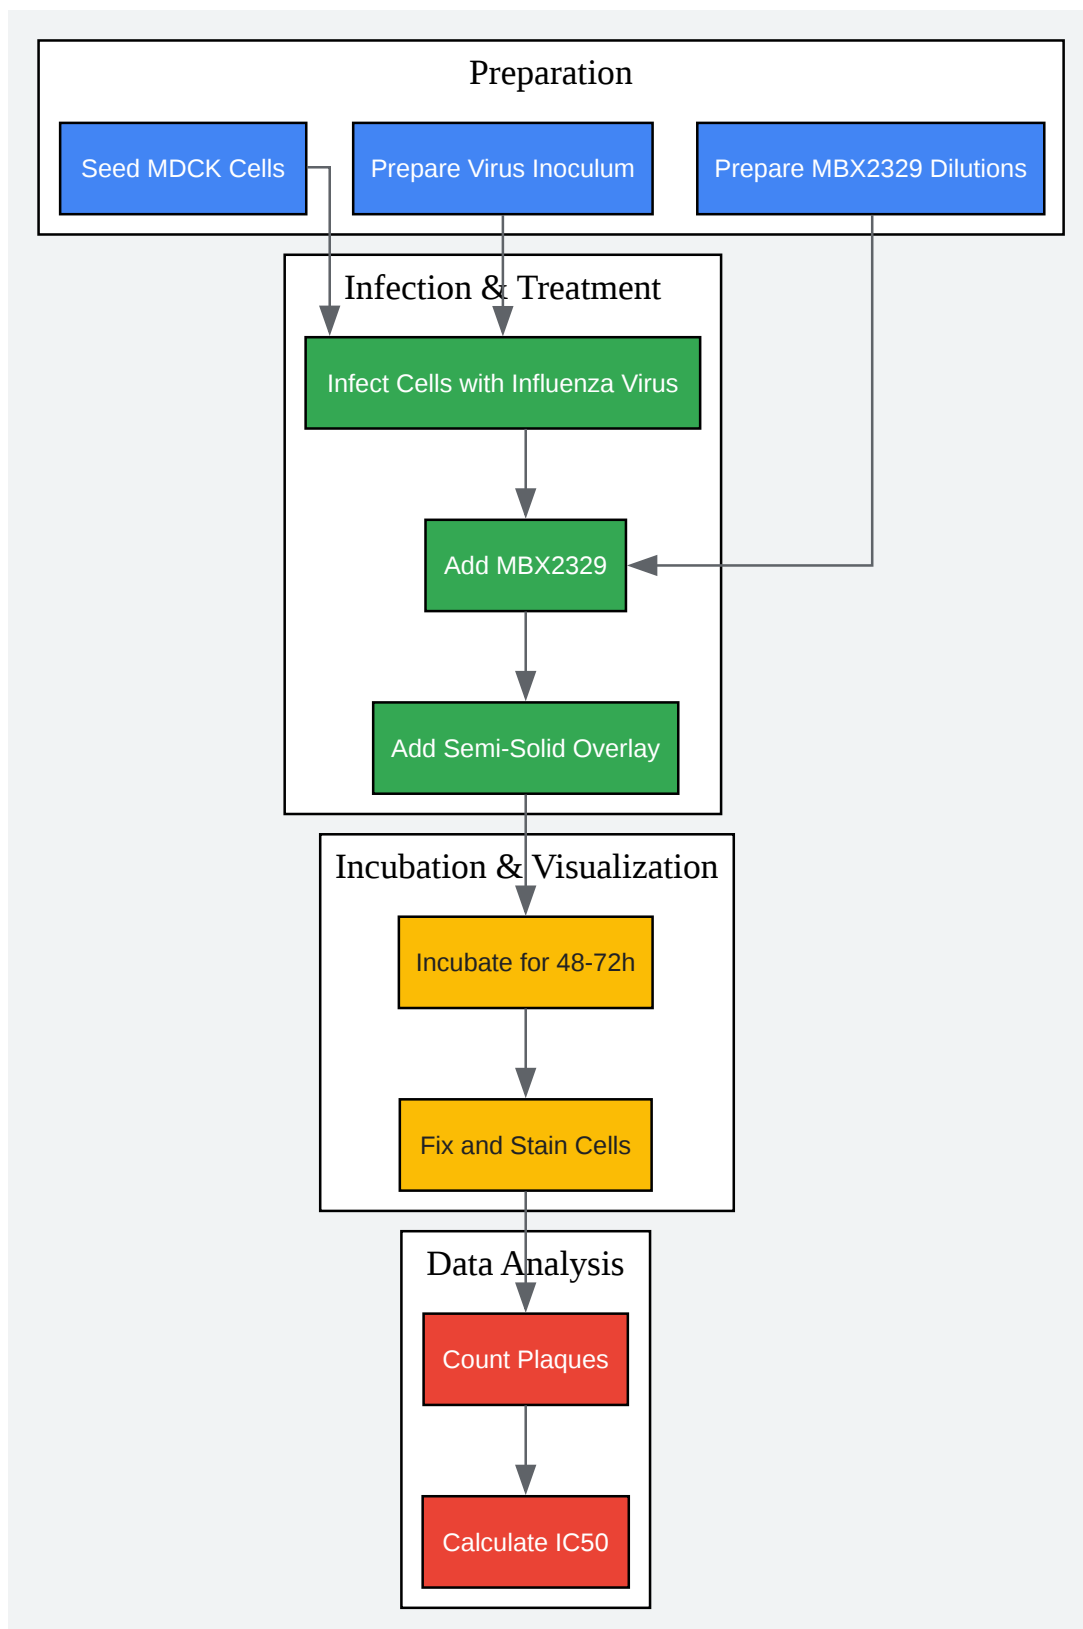 Preparation
Seed MDCK Cells
Prepare Virus Inoculum
Prepare MBX2329 Dilutions
Infection & Treatment
Infect Cells with Influenza Virus
Add MBX2329
Add Semi-Solid Overlay
Incubation & Visualization
Incubate for 48-72h
Fix and Stain Cells
Data Analysis
Count Plaques
Calculate IC50